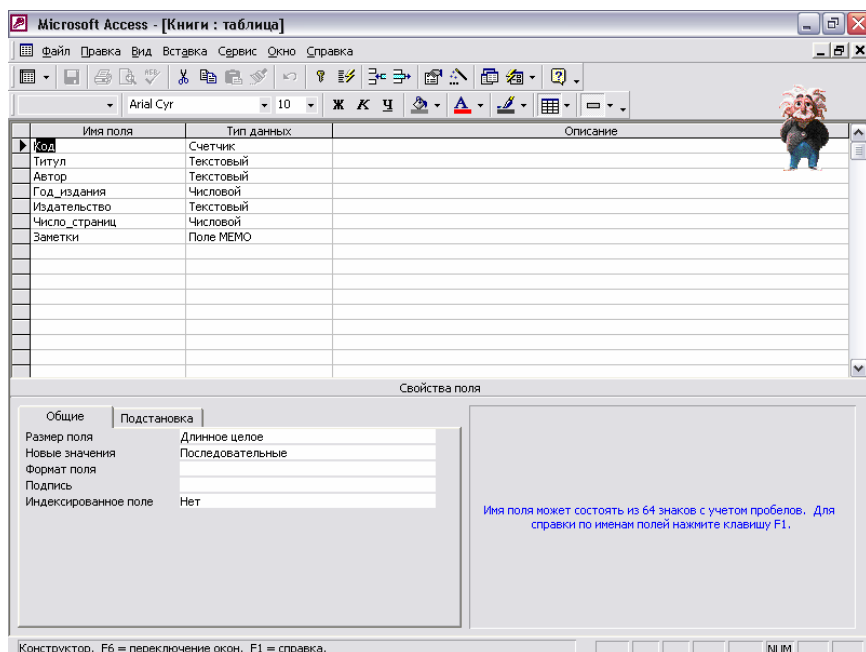 Microsoft Access - [Книги : таблица]
Файл Правка Вид Вставка Сервис Окно Справка
Arial Cyr 10 Ж К Ч
Имя поля Тип данных Описание
Код Счетчик
Титул Текстовый
Автор Текстовый
Год_издания Числовой
Издательство Текстовый
Число_страниц Числовой
Заметки Поле MEMO
Свойства поля
Общие Подстановка
Размер поля Длинное целое
Новые значения Последовательные
Формат поля
Подпись
Индексированное поле Нет
Имя поля может состоять из 64 знаков с учетом пробелов. Для
справки по именам полей нажмите клавишу F1.
Конструктор. F6 = переключение окон. F1 = справка. NUM